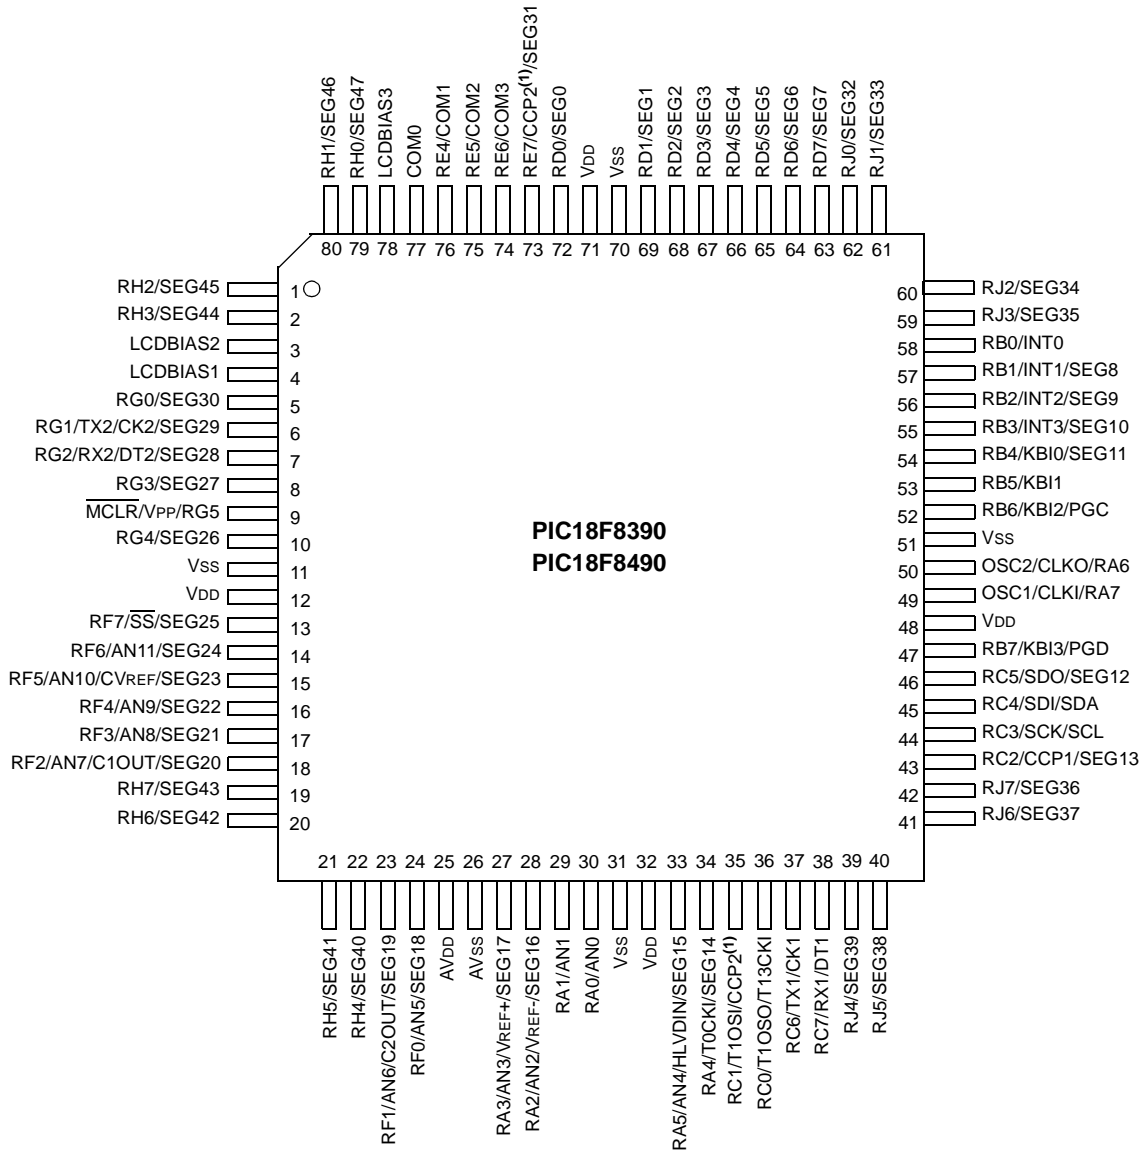 RH1/SEG46
RH0/SEG47
LCDBIAS3
COM0
RE4/COM1
RE5/COM2
RE6/COM3
RE7/CCP2(1)/SEG31
RD0/SEG0
VDD
VSS
RD1/SEG1
RD2/SEG2
RD3/SEG3
RD4/SEG4
RD5/SEG5
RD6/SEG6
RD7/SEG7
RJ0/SEG32
RJ1/SEG33
80 79 78 77 76 75 74 73 72 71 70 69 68 67 66 65 64 63 62 61
RH2/SEG45 1
RH3/SEG44 2
LCDBIAS2 3
LCDBIAS1 4
RG0/SEG30 5
RG1/TX2/CK2/SEG29 6
RG2/RX2/DT2/SEG28 7
RG3/SEG27 8
MCLR/VPP/RG5 9
RG4/SEG26 10
VSS 11
VDD 12
RF7/SS/SEG25 13
RF6/AN11/SEG24 14
RF5/AN10/CVREF/SEG23 15
RF4/AN9/SEG22 16
RF3/AN8/SEG21 17
RF2/AN7/C1OUT/SEG20 18
RH7/SEG43 19
RH6/SEG42 20
PIC18F8390
PIC18F8490
60 RJ2/SEG34
59 RJ3/SEG35
58 RB0/INT0
57 RB1/INT1/SEG8
56 RB2/INT2/SEG9
55 RB3/INT3/SEG10
54 RB4/KBI0/SEG11
53 RB5/KBI1
52 RB6/KBI2/PGC
51 VSS
50 OSC2/CLKO/RA6
49 OSC1/CLKI/RA7
48 VDD
47 RB7/KBI3/PGD
46 RC5/SDO/SEG12
45 RC4/SDI/SDA
44 RC3/SCK/SCL
43 RC2/CCP1/SEG13
42 RJ7/SEG36
41 RJ6/SEG37
21 22 23 24 25 26 27 28 29 30 31 32 33 34 35 36 37 38 39 40
RH5/SEG41
RH4/SEG40
RF1/AN6/C2OUT/SEG19
RF0/AN5/SEG18
AVDD
AVSS
RA3/AN3/VREF+/SEG17
RA2/AN2/VREF-/SEG16
RA1/AN1
RA0/AN0
VSS
VDD
RA5/AN4/HLVDIN/SEG15
RA4/T0CKI/SEG14
RC1/T1OSI/CCP2(1)
RC0/T1OSO/T13CKI
RC6/TX1/CK1
RC7/RX1/DT1
RJ4/SEG39
RJ5/SEG38